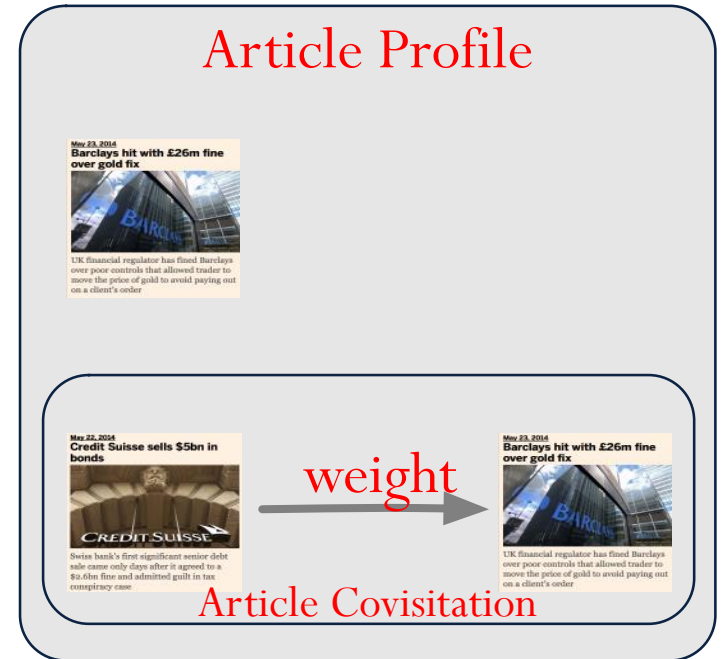 Article Profile
May 23, 2014
Barclays hit with £26m fine
over gold fix
BARCLAYS
UK financial regulator has fined Barclays
over poor controls that allowed trader to
move the price of gold to avoid paying out
on a client's order
May 22, 2014
Credit Suisse sells $5bn in
bonds
CREDIT SUISSE
Swiss bank's first significant senior debt
sale came only days after it agreed to a
$2.6bn fine and admitted guilt in tax
conspiracy case
weight
May 23, 2014
Barclays hit with £26m fine
over gold fix
BARCLAYS
UK financial regulator has fined Barclays
over poor controls that allowed trader to
move the price of gold to avoid paying out
on a client's order
Article Covisitation